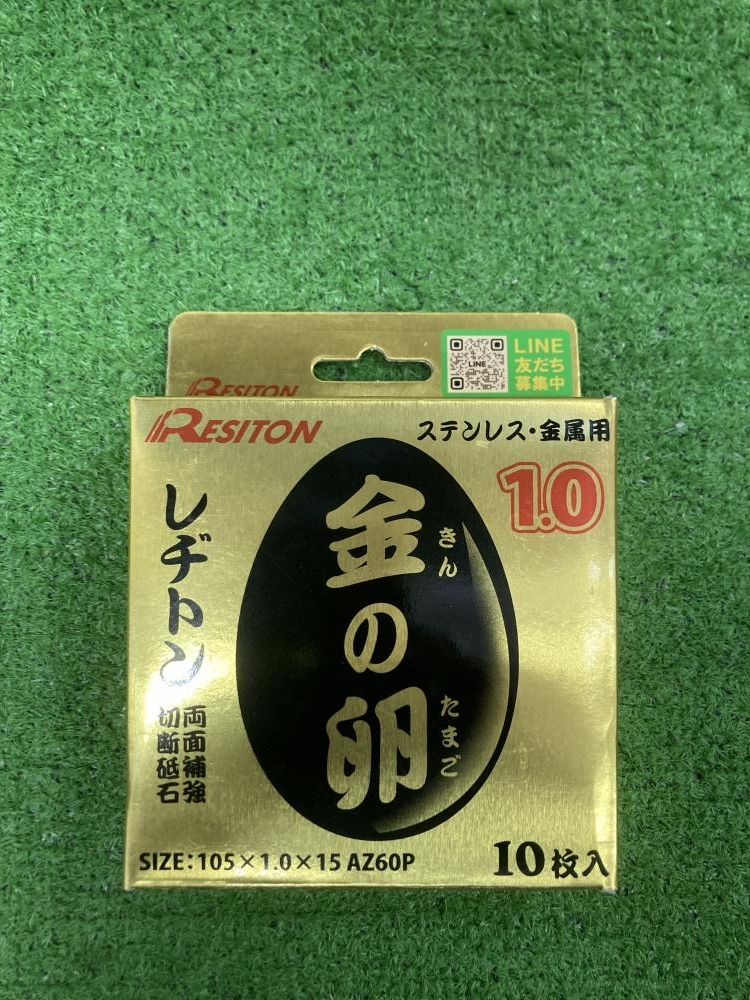 LINE
友だち
募集中
LINE
RESITON
RESITON
ステンレス・金属用
1.0
レヂトン
両面補強
切断砥石
金の卵
きん
たまご
SIZE:105×1.0×15 AZ60P
10枚入